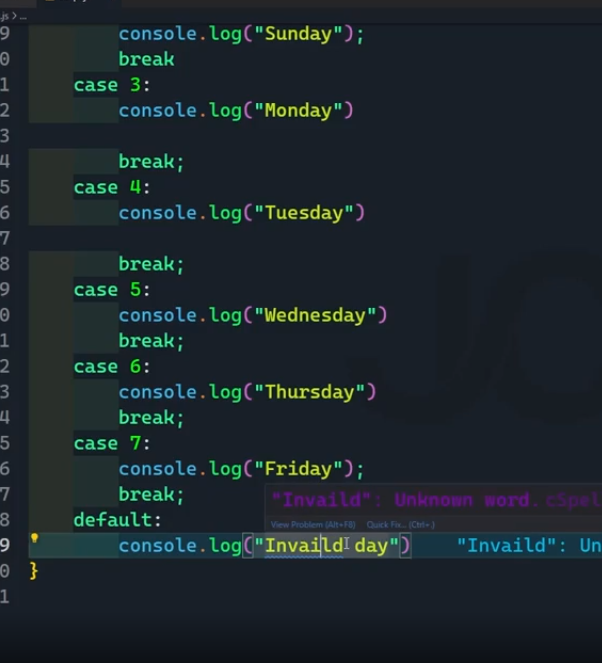 js > ...
9 console.log("Sunday");
0 break
1 case 3:
2 console.log("Monday")
3
4 break;
5 case 4:
6 console.log("Tuesday")
7
8 break;
9 case 5:
0 console.log("Wednesday")
1 break;
2 case 6:
3 console.log("Thursday")
4 break;
5 case 7:
6 console.log("Friday");
7 break;
"Invaild": Unknown word. cSpel
View Problem (Alt+F8) Quick Fix... (Ctrl+.)
8 default:
9 console.log("Invaild day") "Invaild": Un
0 }
1